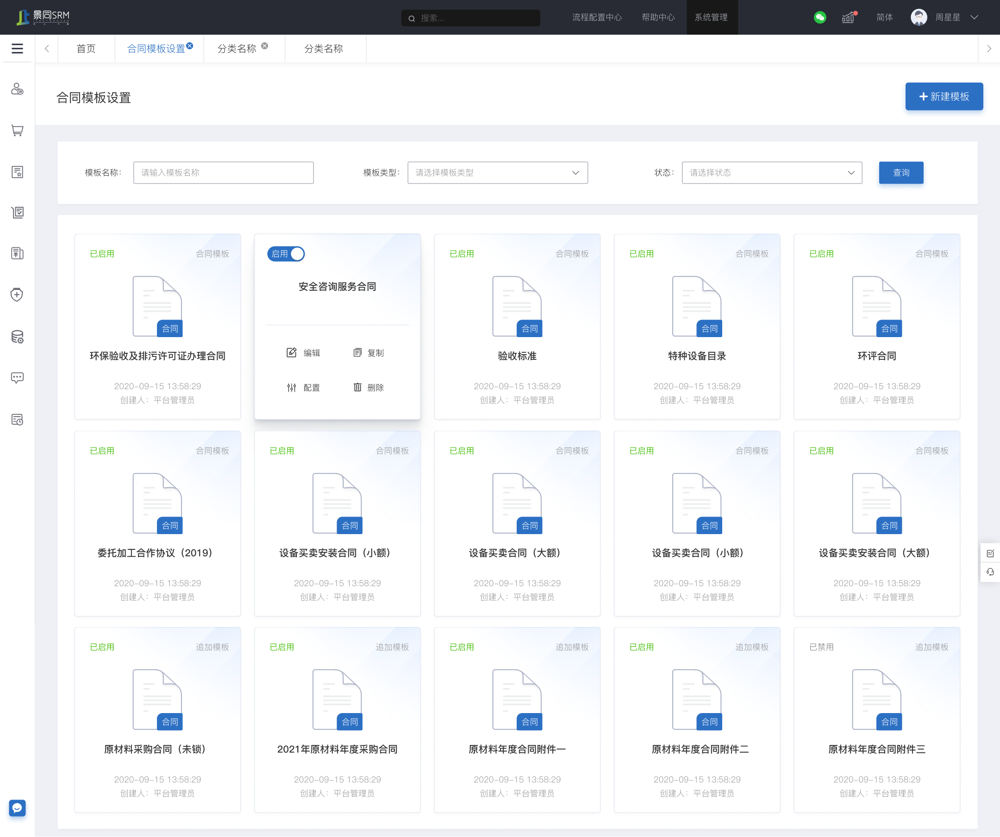 景同SRM
搜索...
流程配置中心
帮助中心
系统管理
简体
周星星
首页
合同模板设置
分类名称
分类名称
合同模板设置
新建模板
模板名称：
请输入模板名称
模板类型：
请选择模板类型
状态：
请选择状态
查询
已启用
合同模板
合同
环保验收及排污许可证办理合同
2020-09-15 13:58:29
创建人：平台管理员
启用
安全咨询服务合同
编辑
复制
配置
删除
已启用
合同模板
合同
验收标准
2020-09-15 13:58:29
创建人：平台管理员
已启用
合同模板
合同
特种设备目录
2020-09-15 13:58:29
创建人：平台管理员
已启用
合同模板
合同
环评合同
2020-09-15 13:58:29
创建人：平台管理员
已启用
合同模板
合同
委托加工合作协议（2019）
2020-09-15 13:58:29
创建人：平台管理员
已启用
合同模板
合同
设备买卖安装合同（小额）
2020-09-15 13:58:29
创建人：平台管理员
已启用
合同模板
合同
设备买卖合同（大额）
2020-09-15 13:58:29
创建人：平台管理员
已启用
合同模板
合同
设备买卖合同（小额）
2020-09-15 13:58:29
创建人：平台管理员
已启用
合同模板
合同
设备买卖安装合同（大额）
2020-09-15 13:58:29
创建人：平台管理员
已启用
追加模板
合同
原材料采购合同（未锁）
2020-09-15 13:58:29
创建人：平台管理员
已启用
追加模板
合同
2021年原材料年度采购合同
2020-09-15 13:58:29
创建人：平台管理员
已启用
追加模板
合同
原材料年度合同附件一
2020-09-15 13:58:29
创建人：平台管理员
已启用
追加模板
合同
原材料年度合同附件二
2020-09-15 13:58:29
创建人：平台管理员
已禁用
追加模板
合同
原材料年度合同附件三
2020-09-15 13:58:29
创建人：平台管理员